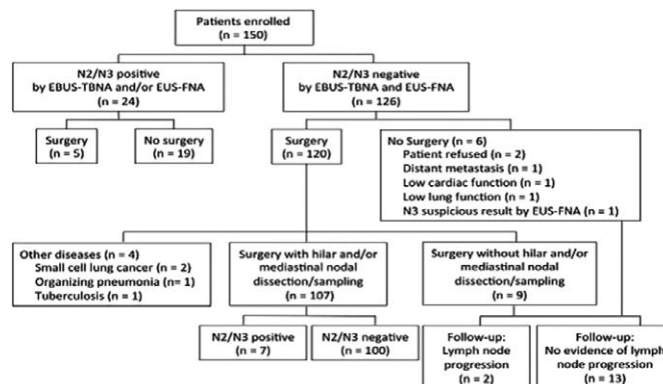 Patients enrolled
(n = 150)
N2/N3 positive
by EBUS-TBNA and/or EUS-FNA
(n = 24)
N2/N3 negative
by EBUS-TBNA and EUS-FNA
(n = 126)
Surgery
(n = 5)
No surgery
(n = 19)
Surgery
(n = 120)
No Surgery (n = 6)
Patient refused (n = 2)
Distant metastasis (n = 1)
Low cardiac function (n = 1)
Low lung function (n = 1)
N3 suspicious result by EUS-FNA (n = 1)
Other diseases (n = 4)
Small cell lung cancer (n = 2)
Organizing pneumonia (n= 1)
Tuberculosis (n = 1)
Surgery with hilar and/or
mediastinal nodal
dissection/sampling
(n = 107)
Surgery without hilar and/or
mediastinal nodal
dissection/sampling
(n = 9)
N2/N3 positive
(n = 7)
N2/N3 negative
(n = 100)
Follow-up:
Lymph node
progression
(n = 2)
Follow-up:
No evidence of lymph
node progression
(n = 13)